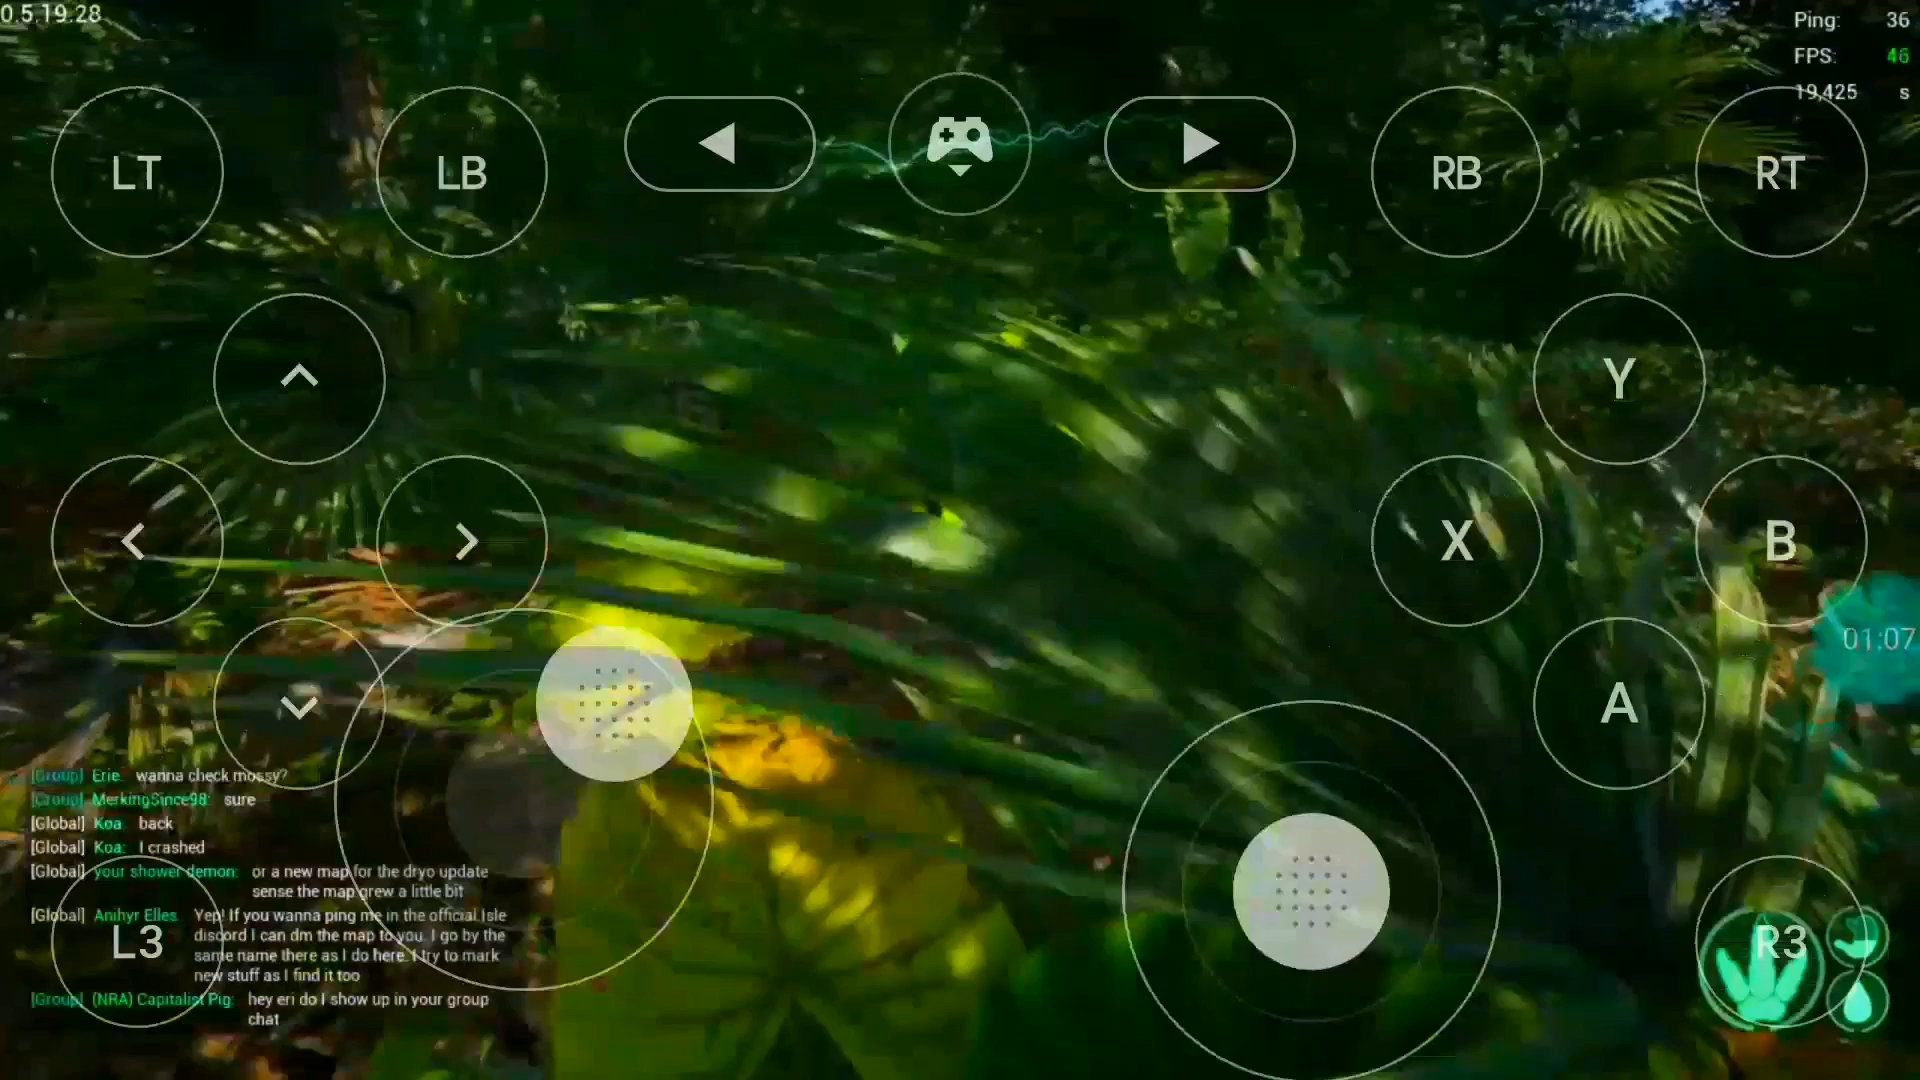 0.5.19.28
Ping: 36
FPS: 46
19,425 s
LT
LB
RB
RT
Y
X
B
A
01:07
[Group] Erie: wanna check mossy?
[Group] MerkingSince98: sure
[Global] Koa: back
[Global] Koa: I crashed
[Global] your shower demon: or a new map for the dryo update
sense the map grew a little bit
[Global] Anihyr Elles: Yep! If you wanna ping me in the official Isle
discord I can dm the map to you. I go by the
same name there as I do here. I try to mark
new stuff as I find it too
[Group] (NRA) Capitalist Pig: hey eri do I show up in your group
chat
L3
R3